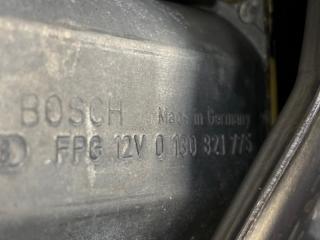 BOSCH Made in Germany
FPG 12V 0 130 821 775